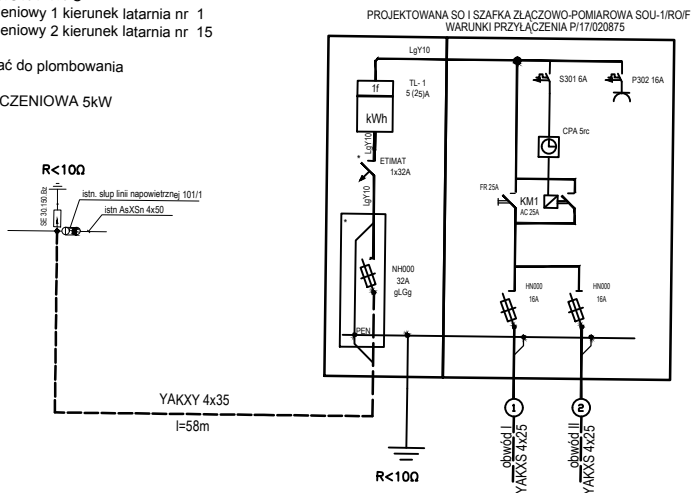 eniowy 1 kierunek latarnia nr 1
eniowy 2 kierunek latarnia nr 15
ać do plombowania
CZENIOWA 5kW
PROJEKTOWANA SO I SZAFKA ZŁĄCZOWO-POMIAROWA SOU-1/RO/F
WARUNKI PRZYŁĄCZENIA P/17/020875
LgY10
1f
kWh
TL- 1
5 (25)A
LgY10
*
ETIMAT
1x32A
LgY10
S301 6A
P302 16A
CPA 5rc
FR 25A
KM1
AC 25A
*
NH000
32A
gLGg
HN000
16A
HN000
16A
PEN
R<10Ω
SE 30.160.Bz
istn. słup linii napowietrznej 101/1
istn AsXSn 4x50
YAKXY 4x35
l=58m
R<10Ω
1
obwód I
YAKXS 4x25
2
obwód II
YAKXS 4x25